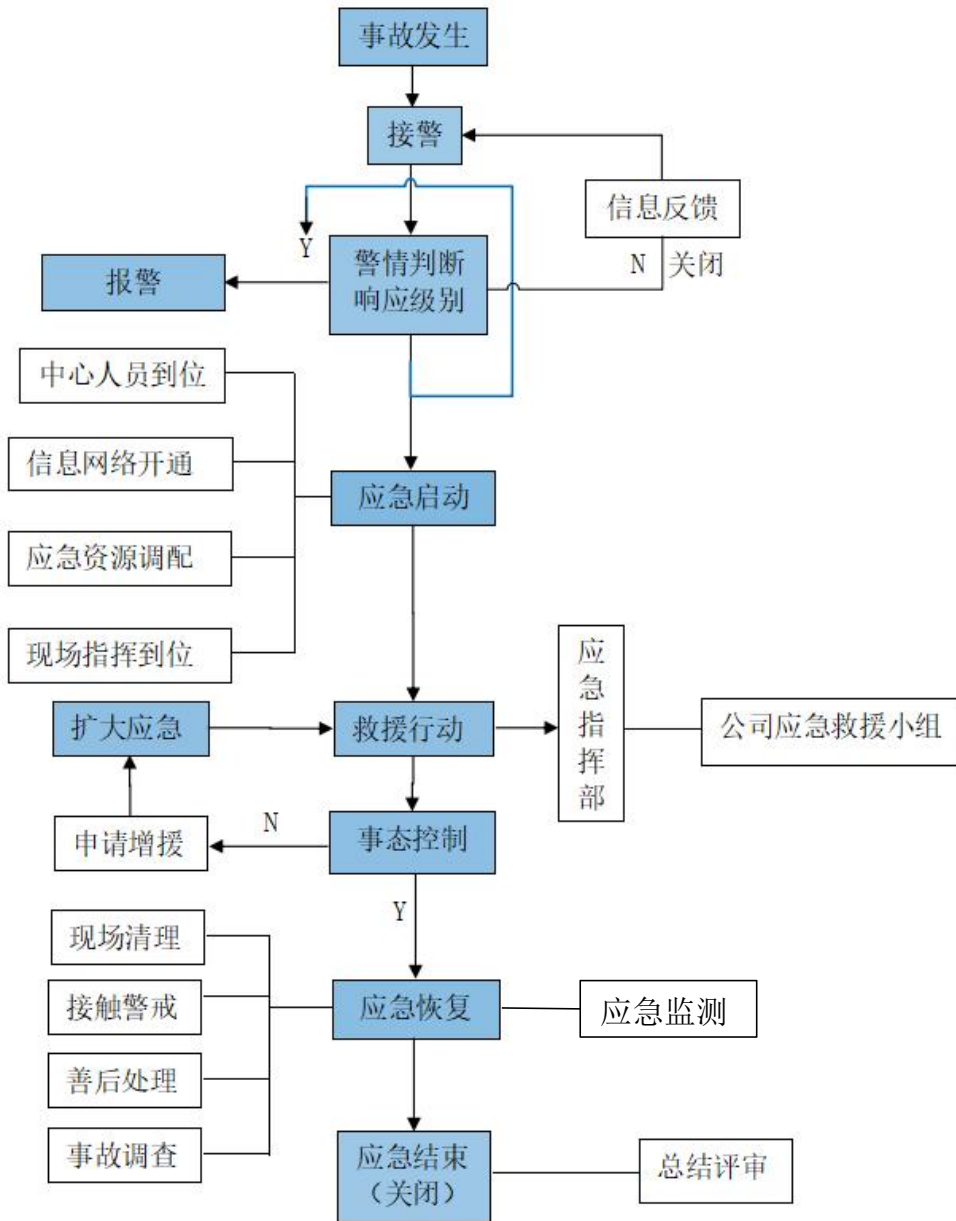 事故发生
接警
信息反馈
Y
N 关闭
报警
警情判断
响应级别
中心人员到位
信息网络开通
应急启动
应急资源调配
现场指挥到位
应急指挥部
扩大应急
救援行动
公司应急救援小组
申请增援
N
事态控制
Y
现场清理
接触警戒
应急恢复
应急监测
善后处理
事故调查
应急结束
（关闭）
总结评审